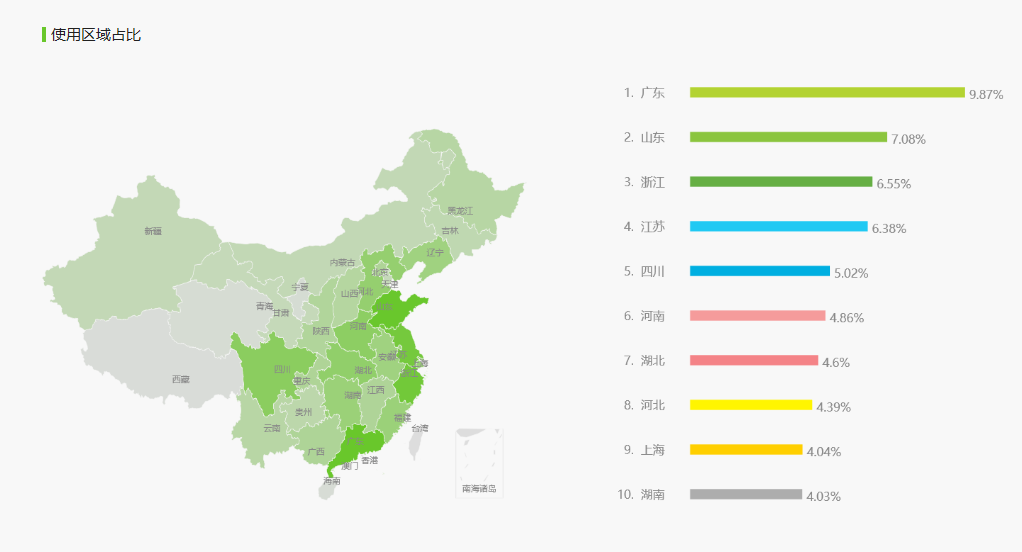 使用区域占比
1. 广东 9.87%
2. 山东 7.08%
3. 浙江 6.55%
4. 江苏 6.38%
5. 四川 5.02%
6. 河南 4.86%
7. 湖北 4.6%
8. 河北 4.39%
9. 上海 4.04%
10. 湖南 4.03%
黑龙江
新疆
吉林
辽宁
内蒙古
北京
天津
宁夏
山西
河北
青海
甘肃
山东
陕西
河南
安徽
上海
四川
湖北
浙江
西藏
重庆
江西
湖南
贵州
福建
云南
台湾
广东
广西
香港
澳门
海南
南海诸岛